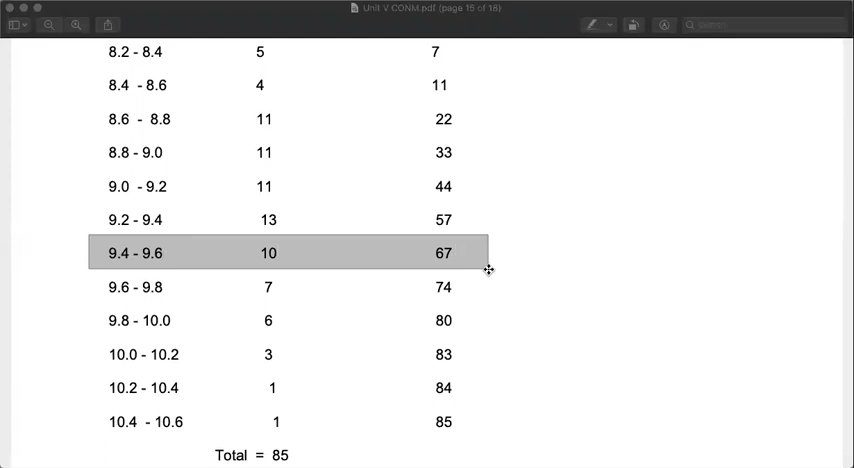 Unit V CONM.pdf (page 15 of 18)
Search
8.2 - 8.4 5 7
8.4 - 8.6 4 11
8.6 - 8.8 11 22
8.8 - 9.0 11 33
9.0 - 9.2 11 44
9.2 - 9.4 13 57
9.4 - 9.6 10 67
9.6 - 9.8 7 74
9.8 - 10.0 6 80
10.0 - 10.2 3 83
10.2 - 10.4 1 84
10.4 - 10.6 1 85
Total = 85